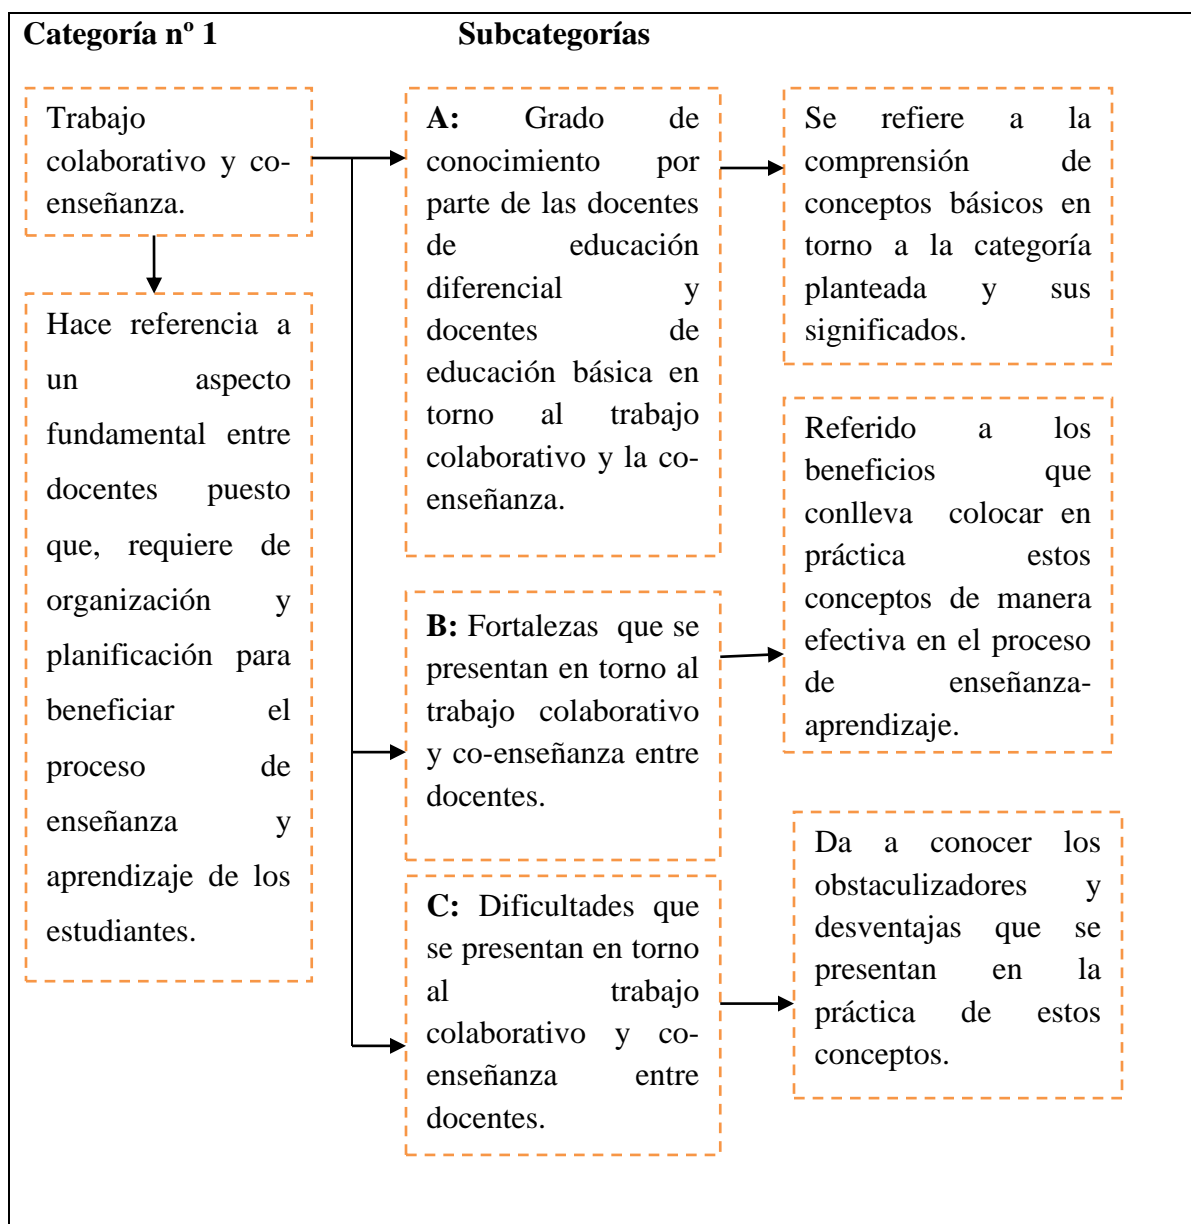 Categoría nº 1
Subcategorías
Trabajo
colaborativo y co-
enseñanza.
Hace referencia a
un aspecto
fundamental entre
docentes puesto
que, requiere de
organización y
planificación para
beneficiar el
proceso de
enseñanza y
aprendizaje de los
estudiantes.
A: Grado de
conocimiento por
parte de las docentes
de educación
diferencial y
docentes de
educación básica en
torno al trabajo
colaborativo y la co-
enseñanza.
Se refiere a la
comprensión de
conceptos básicos en
torno a la categoría
planteada y sus
significados.
B: Fortalezas que se
presentan en torno al
trabajo colaborativo
y co-enseñanza entre
docentes.
Referido a los
beneficios que
conlleva colocar en
práctica estos
conceptos de manera
efectiva en el proceso
de enseñanza-
aprendizaje.
C: Dificultades que
se presentan en torno
al trabajo
colaborativo y co-
enseñanza entre
docentes.
Da a conocer los
obstaculizadores y
desventajas que se
presentan en la
práctica de estos
conceptos.